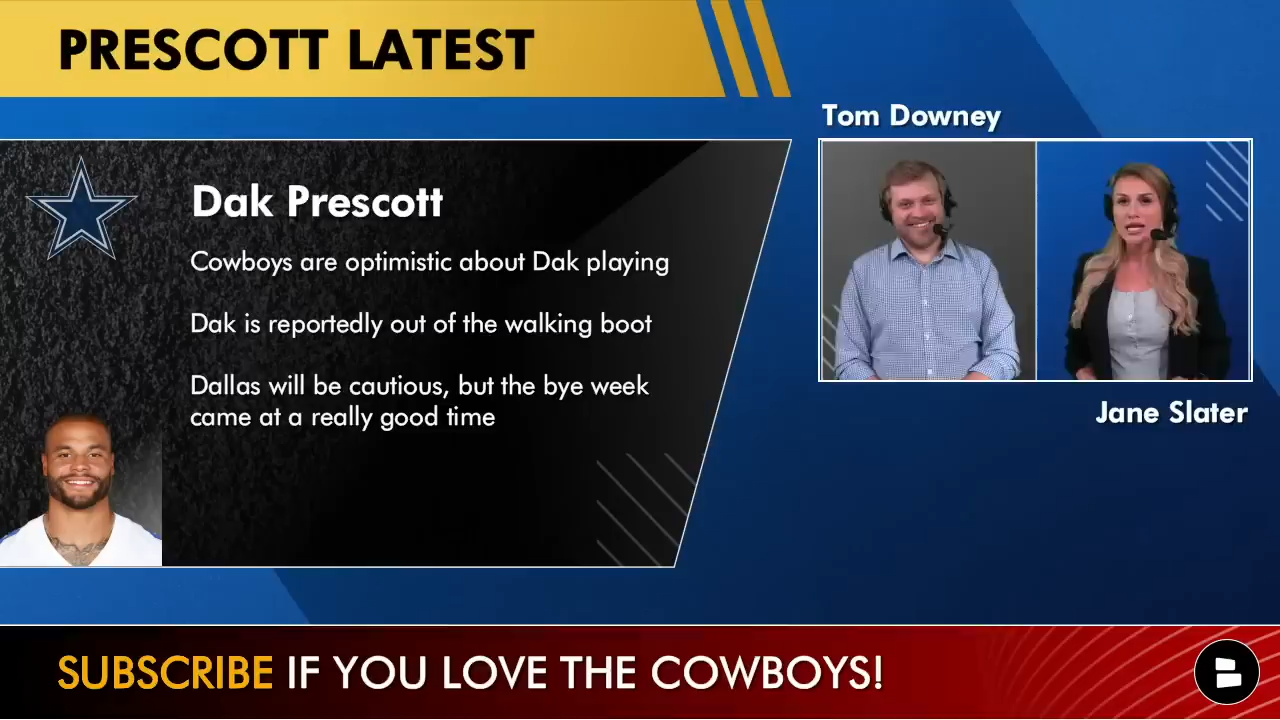 PRESCOTT LATEST
Tom Downey
Dak Prescott
Cowboys are optimistic about Dak playing
Dak is reportedly out of the walking boot
Dallas will be cautious, but the bye week
came at a really good time
Jane Slater
SUBSCRIBE IF YOU LOVE THE COWBOYS!